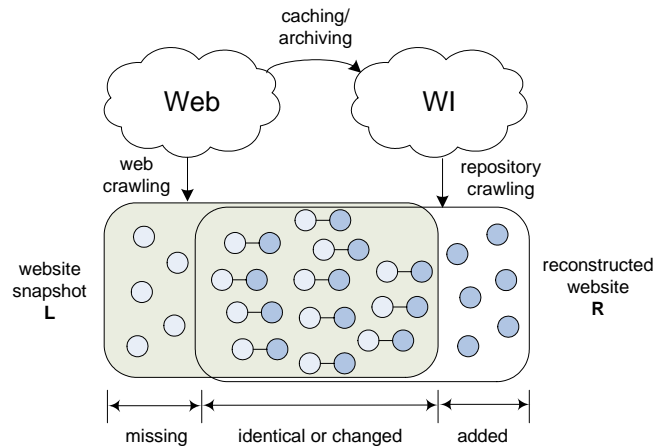 caching/
archiving
Web
WI
web
crawling
repository
crawling
website
snapshot
L
reconstructed
website
R
missing
identical or changed
added